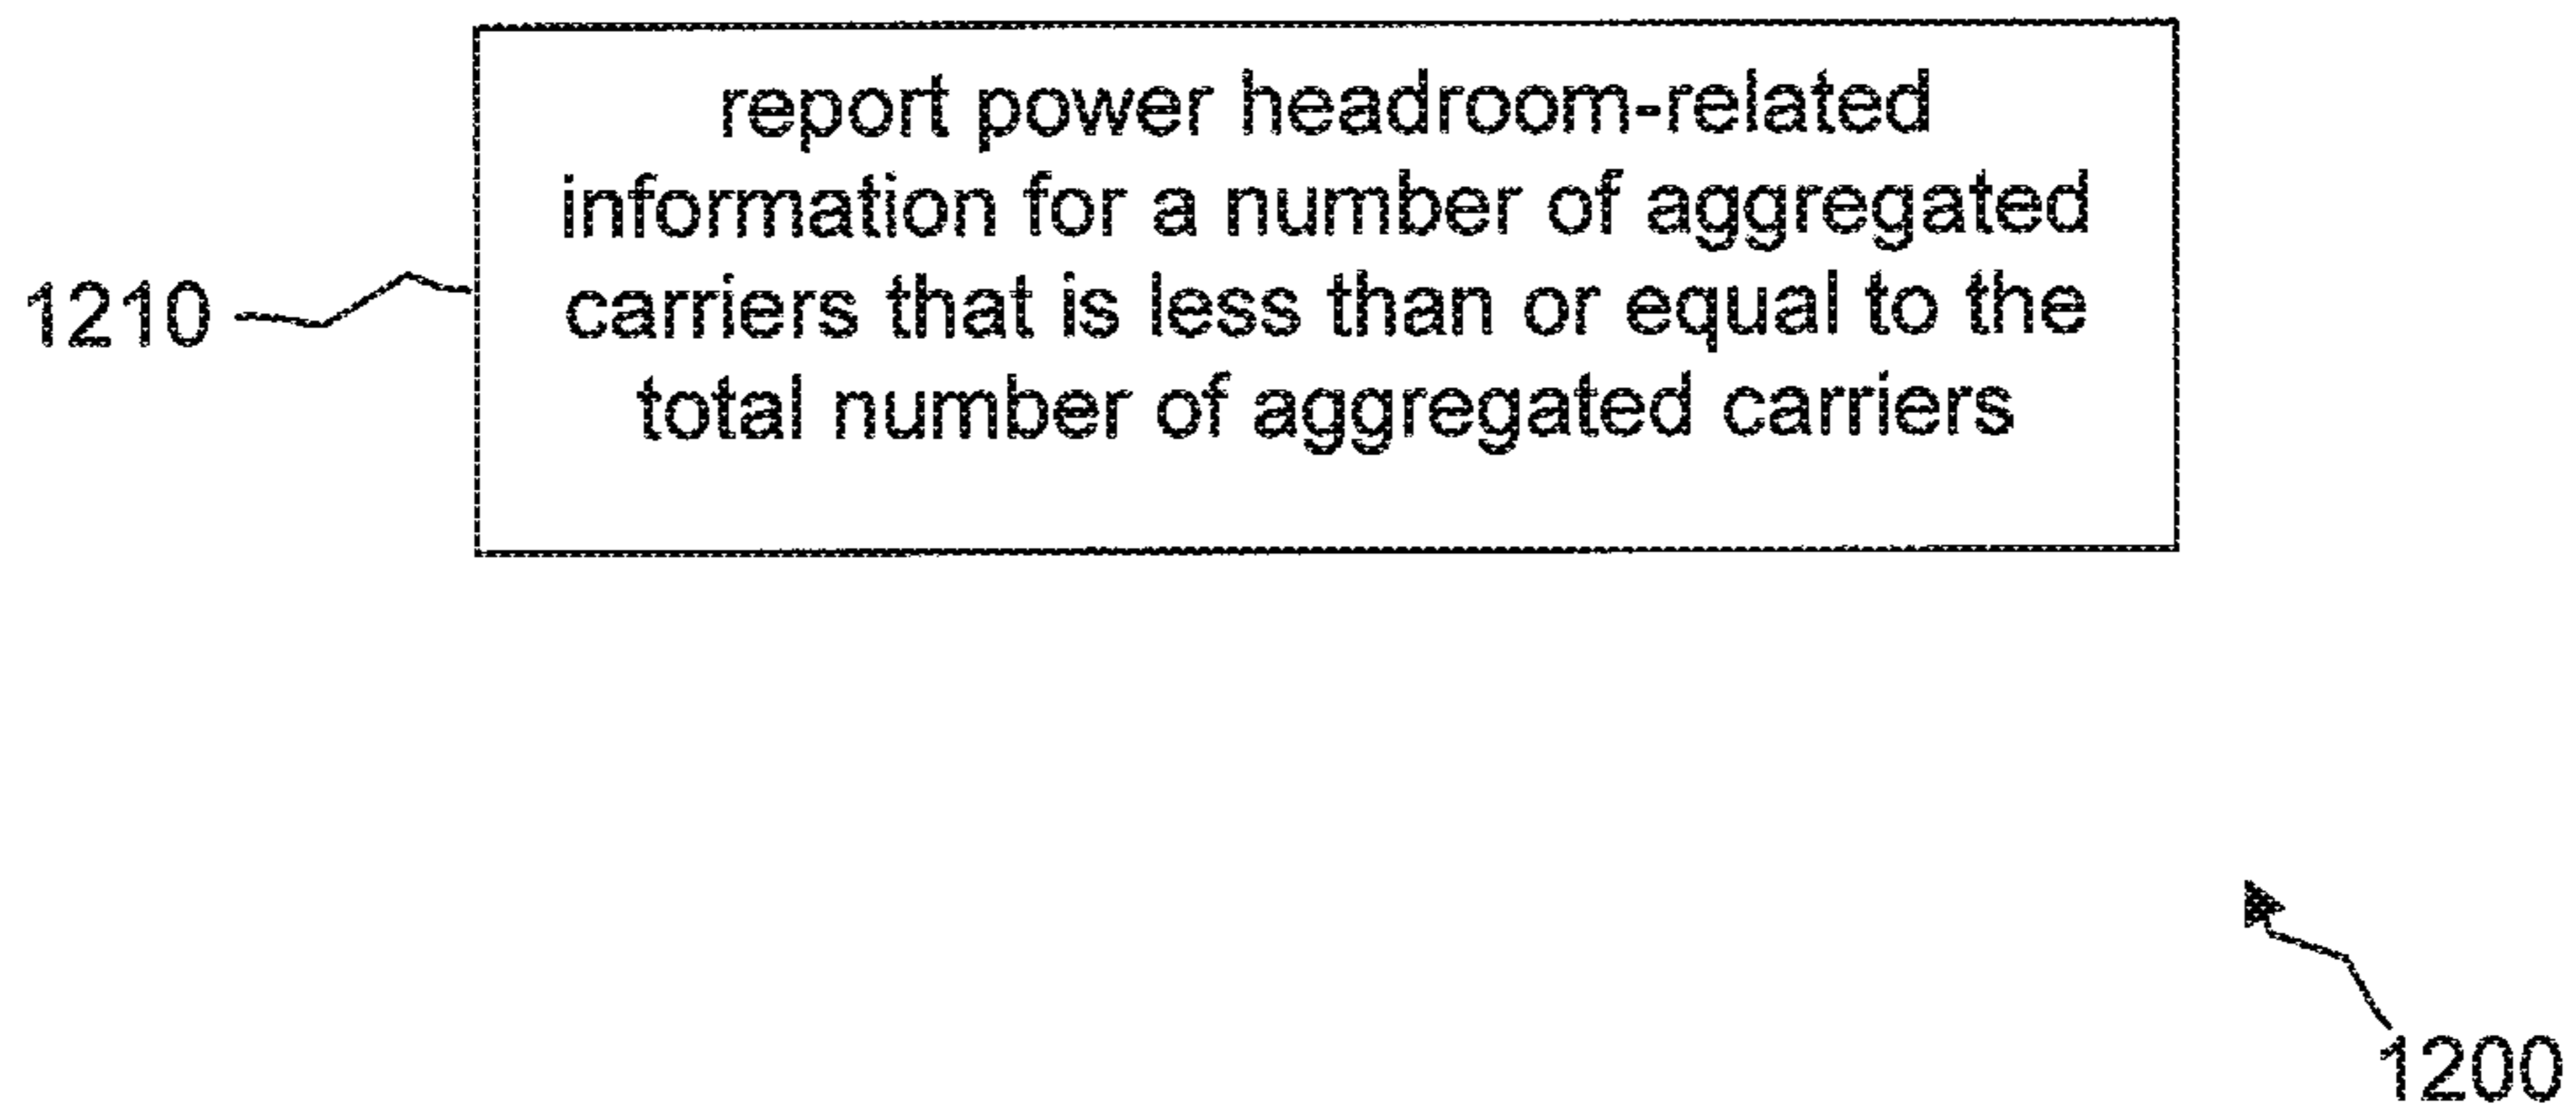 report power headroom-related
information for a number of aggregated
1210
carriers that is less than or equal to the
total number of aggregated carriers
1200